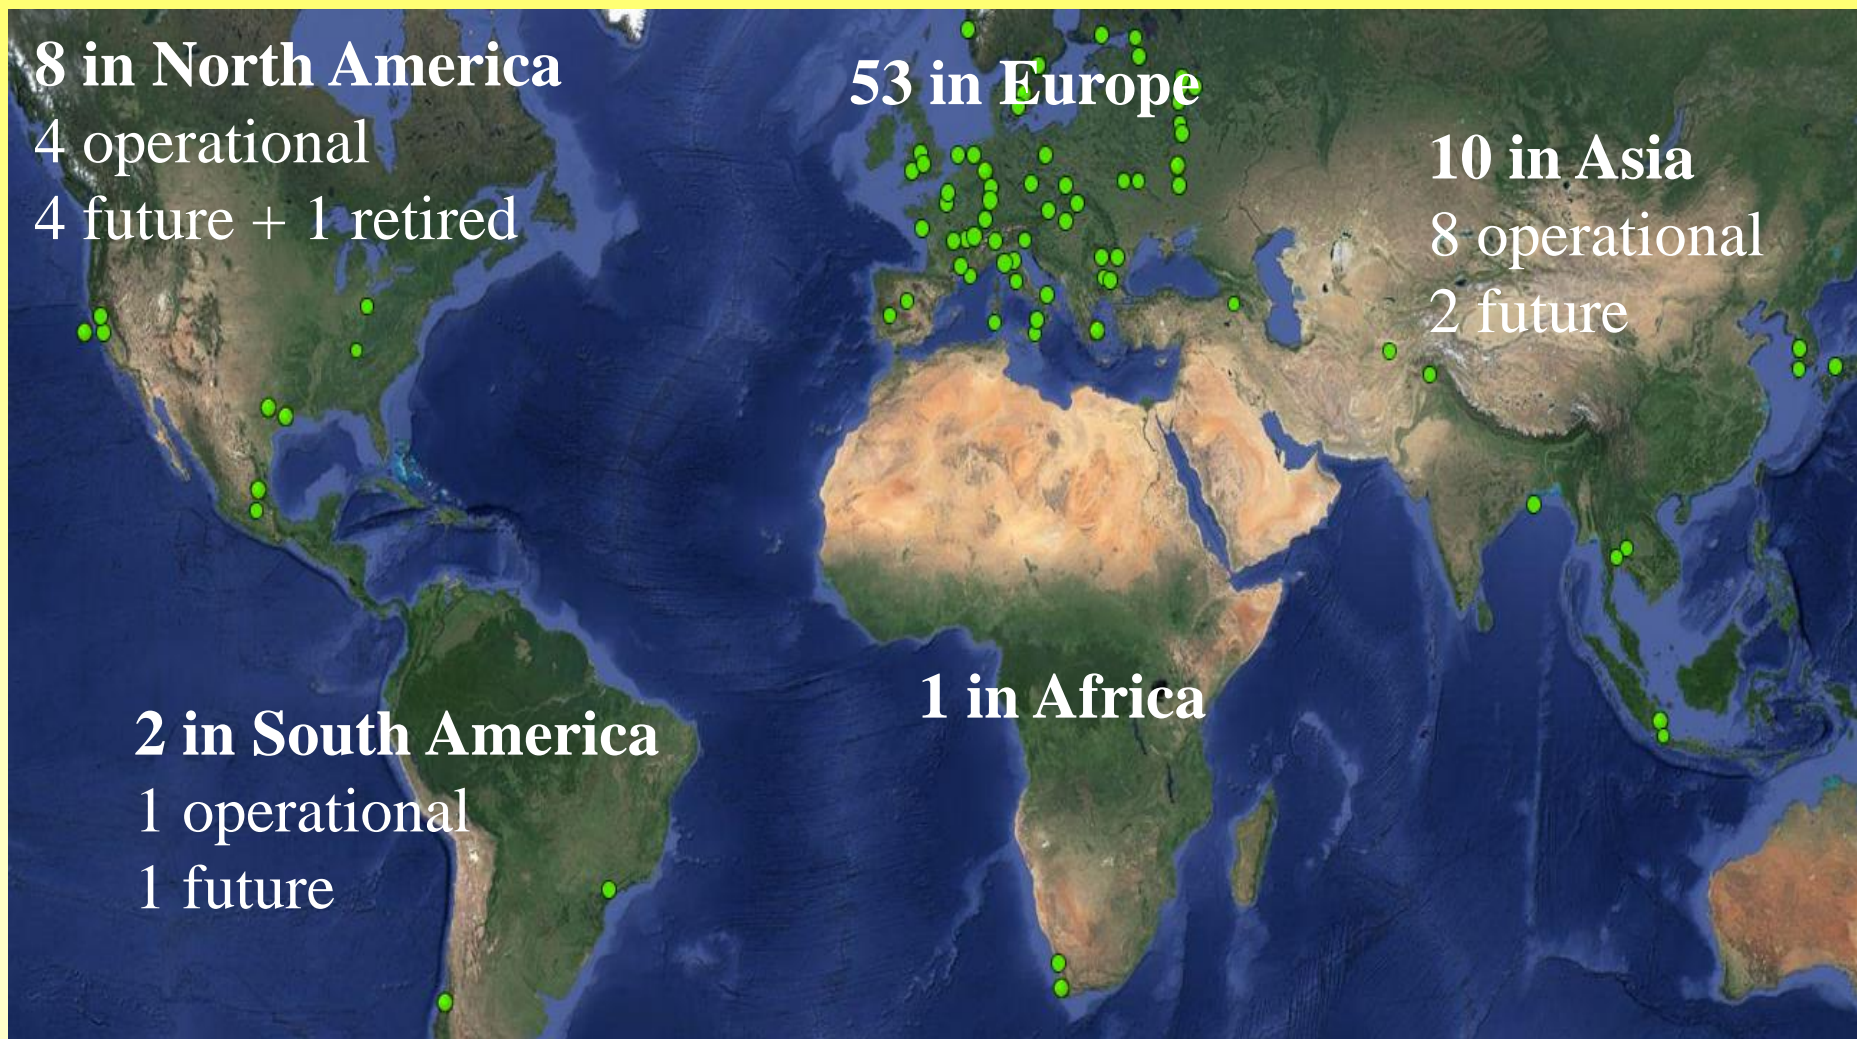 8 in North America
4 operational
4 future + 1 retired
53 in Europe
10 in Asia
8 operational
2 future
2 in South America
1 operational
1 future
1 in Africa